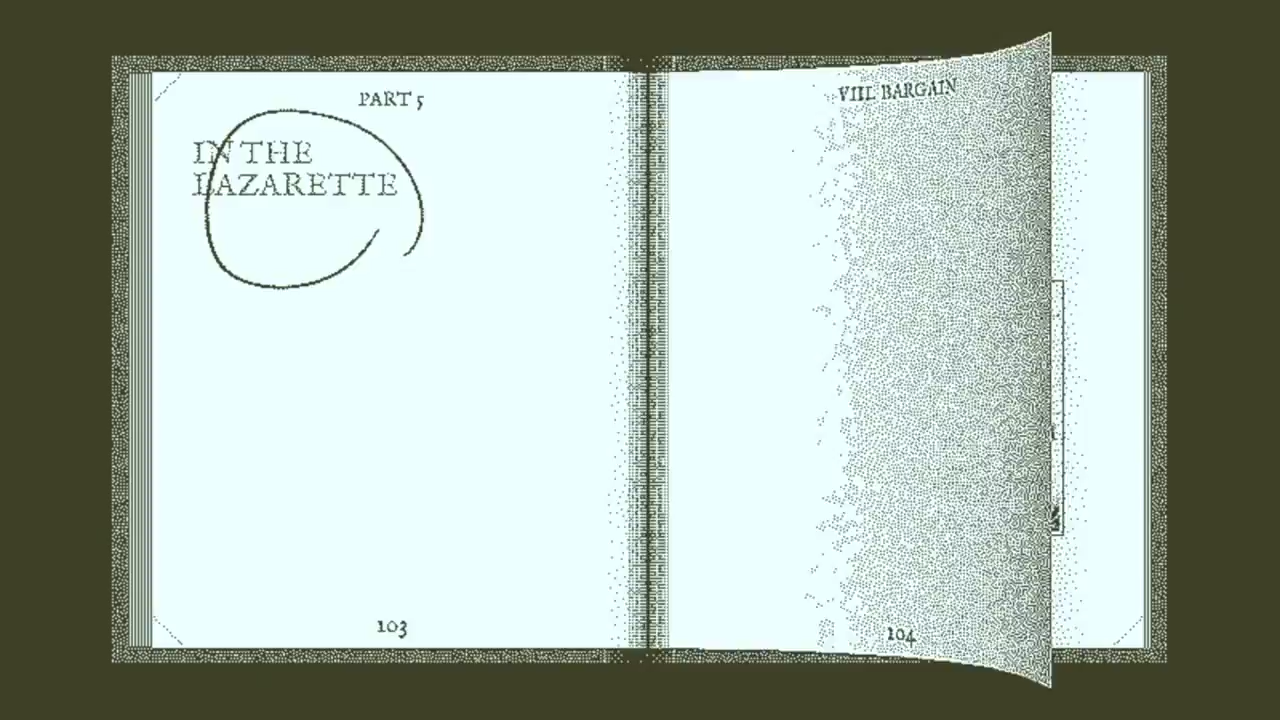 PART 5
IN THE
LAZARETTE
103
VIII. BARGAIN
104